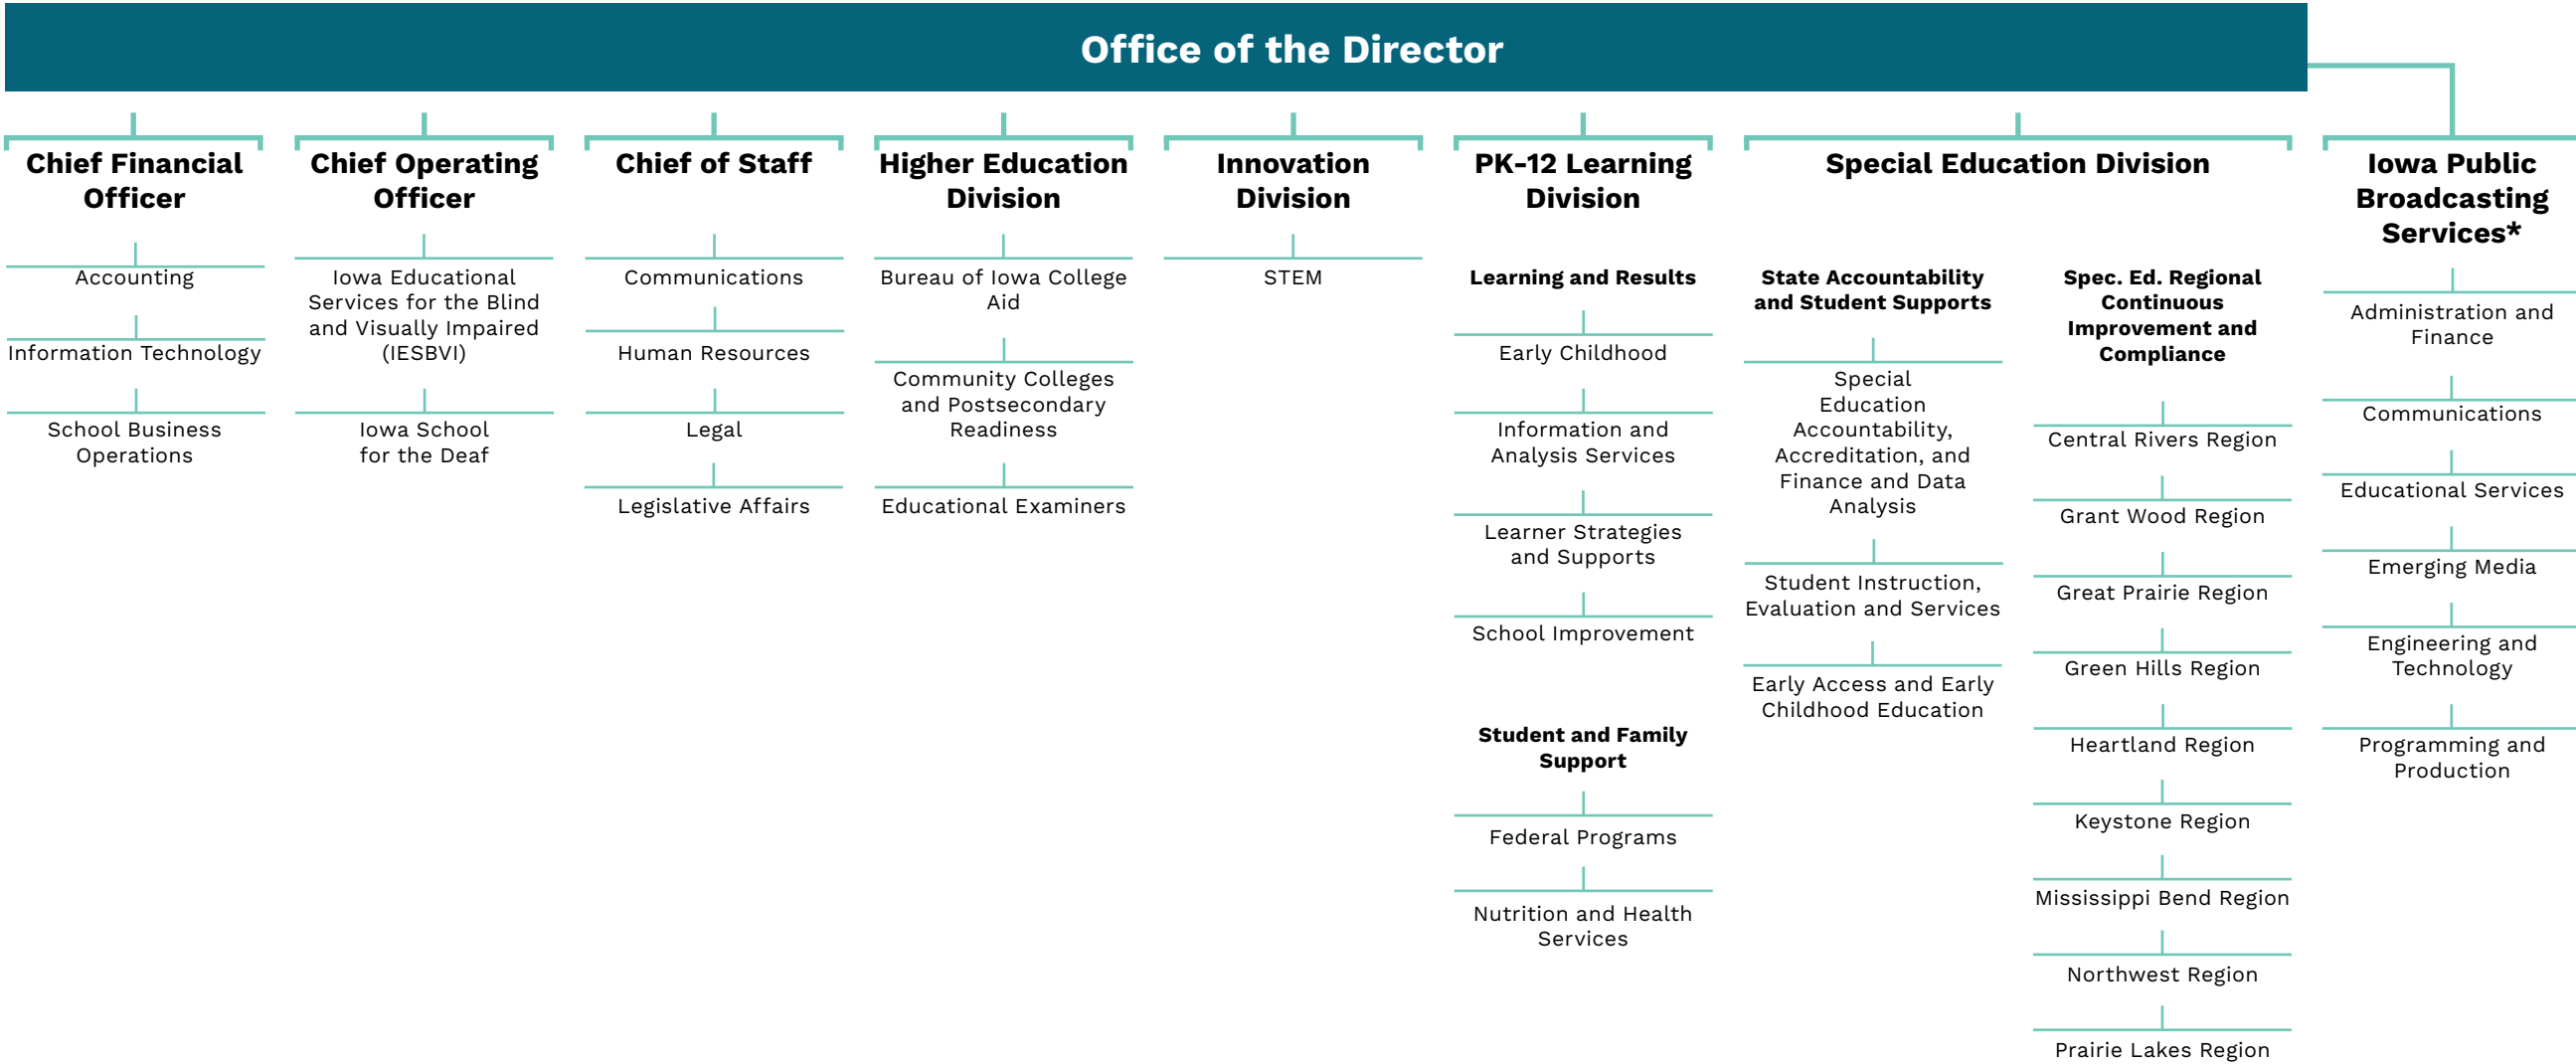 Office of the Director
Chief Financial
Officer
Accounting
Information Technology
School Business
Operations
Chief Operating
Officer
Iowa Educational
Services for the Blind
and Visually Impaired
(IESBVI)
Iowa School
for the Deaf
Chief of Staff
Communications
Human Resources
Legal
Legislative Affairs
Higher Education
Division
Bureau of Iowa College
Aid
Community Colleges
and Postsecondary
Readiness
Educational Examiners
Innovation
Division
STEM
PK-12 Learning
Division
Learning and Results
Early Childhood
Information and
Analysis Services
Learner Strategies
and Supports
School Improvement
Student and Family
Support
Federal Programs
Nutrition and Health
Services
Special Education Division
State Accountability
and Student Supports
Special
Education
Accountability,
Accreditation, and
Finance and Data
Analysis
Student Instruction,
Evaluation and Services
Early Access and Early
Childhood Education
Spec. Ed. Regional
Continuous
Improvement and
Compliance
Central Rivers Region
Grant Wood Region
Great Prairie Region
Green Hills Region
Heartland Region
Keystone Region
Mississippi Bend Region
Northwest Region
Prairie Lakes Region
Iowa Public
Broadcasting
Services*
Administration and
Finance
Communications
Educational Services
Emerging Media
Engineering and
Technology
Programming and
Production